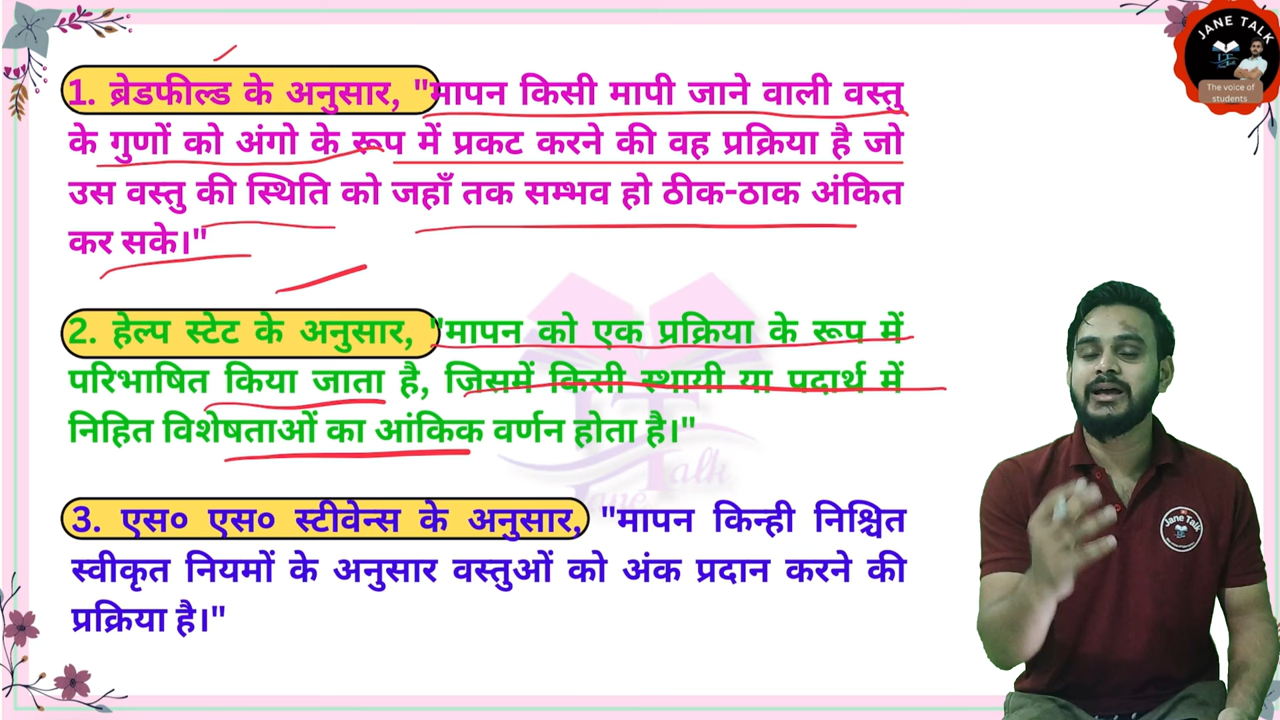 1. ब्रेडफील्ड के अनुसार, "मापन किसी मापी जाने वाली वस्तु
के गुणों को अंगो के रूप में प्रकट करने की वह प्रक्रिया है जो
उस वस्तु की स्थिति को जहाँ तक सम्भव हो ठीक-ठाक अंकित
कर सके।"
2. हेल्प स्टेट के अनुसार, "मापन को एक प्रक्रिया के रूप में
परिभाषित किया जाता है, जिसमें किसी स्थायी या पदार्थ में
निहित विशेषताओं का आंकिक वर्णन होता है।"
3. एस० एस० स्टीवेन्स के अनुसार, "मापन किन्ही निश्चित
स्वीकृत नियमों के अनुसार वस्तुओं को अंक प्रदान करने की
प्रक्रिया है।"
JANE TALK
The voice of
students
Jane Talk
Jane Talk